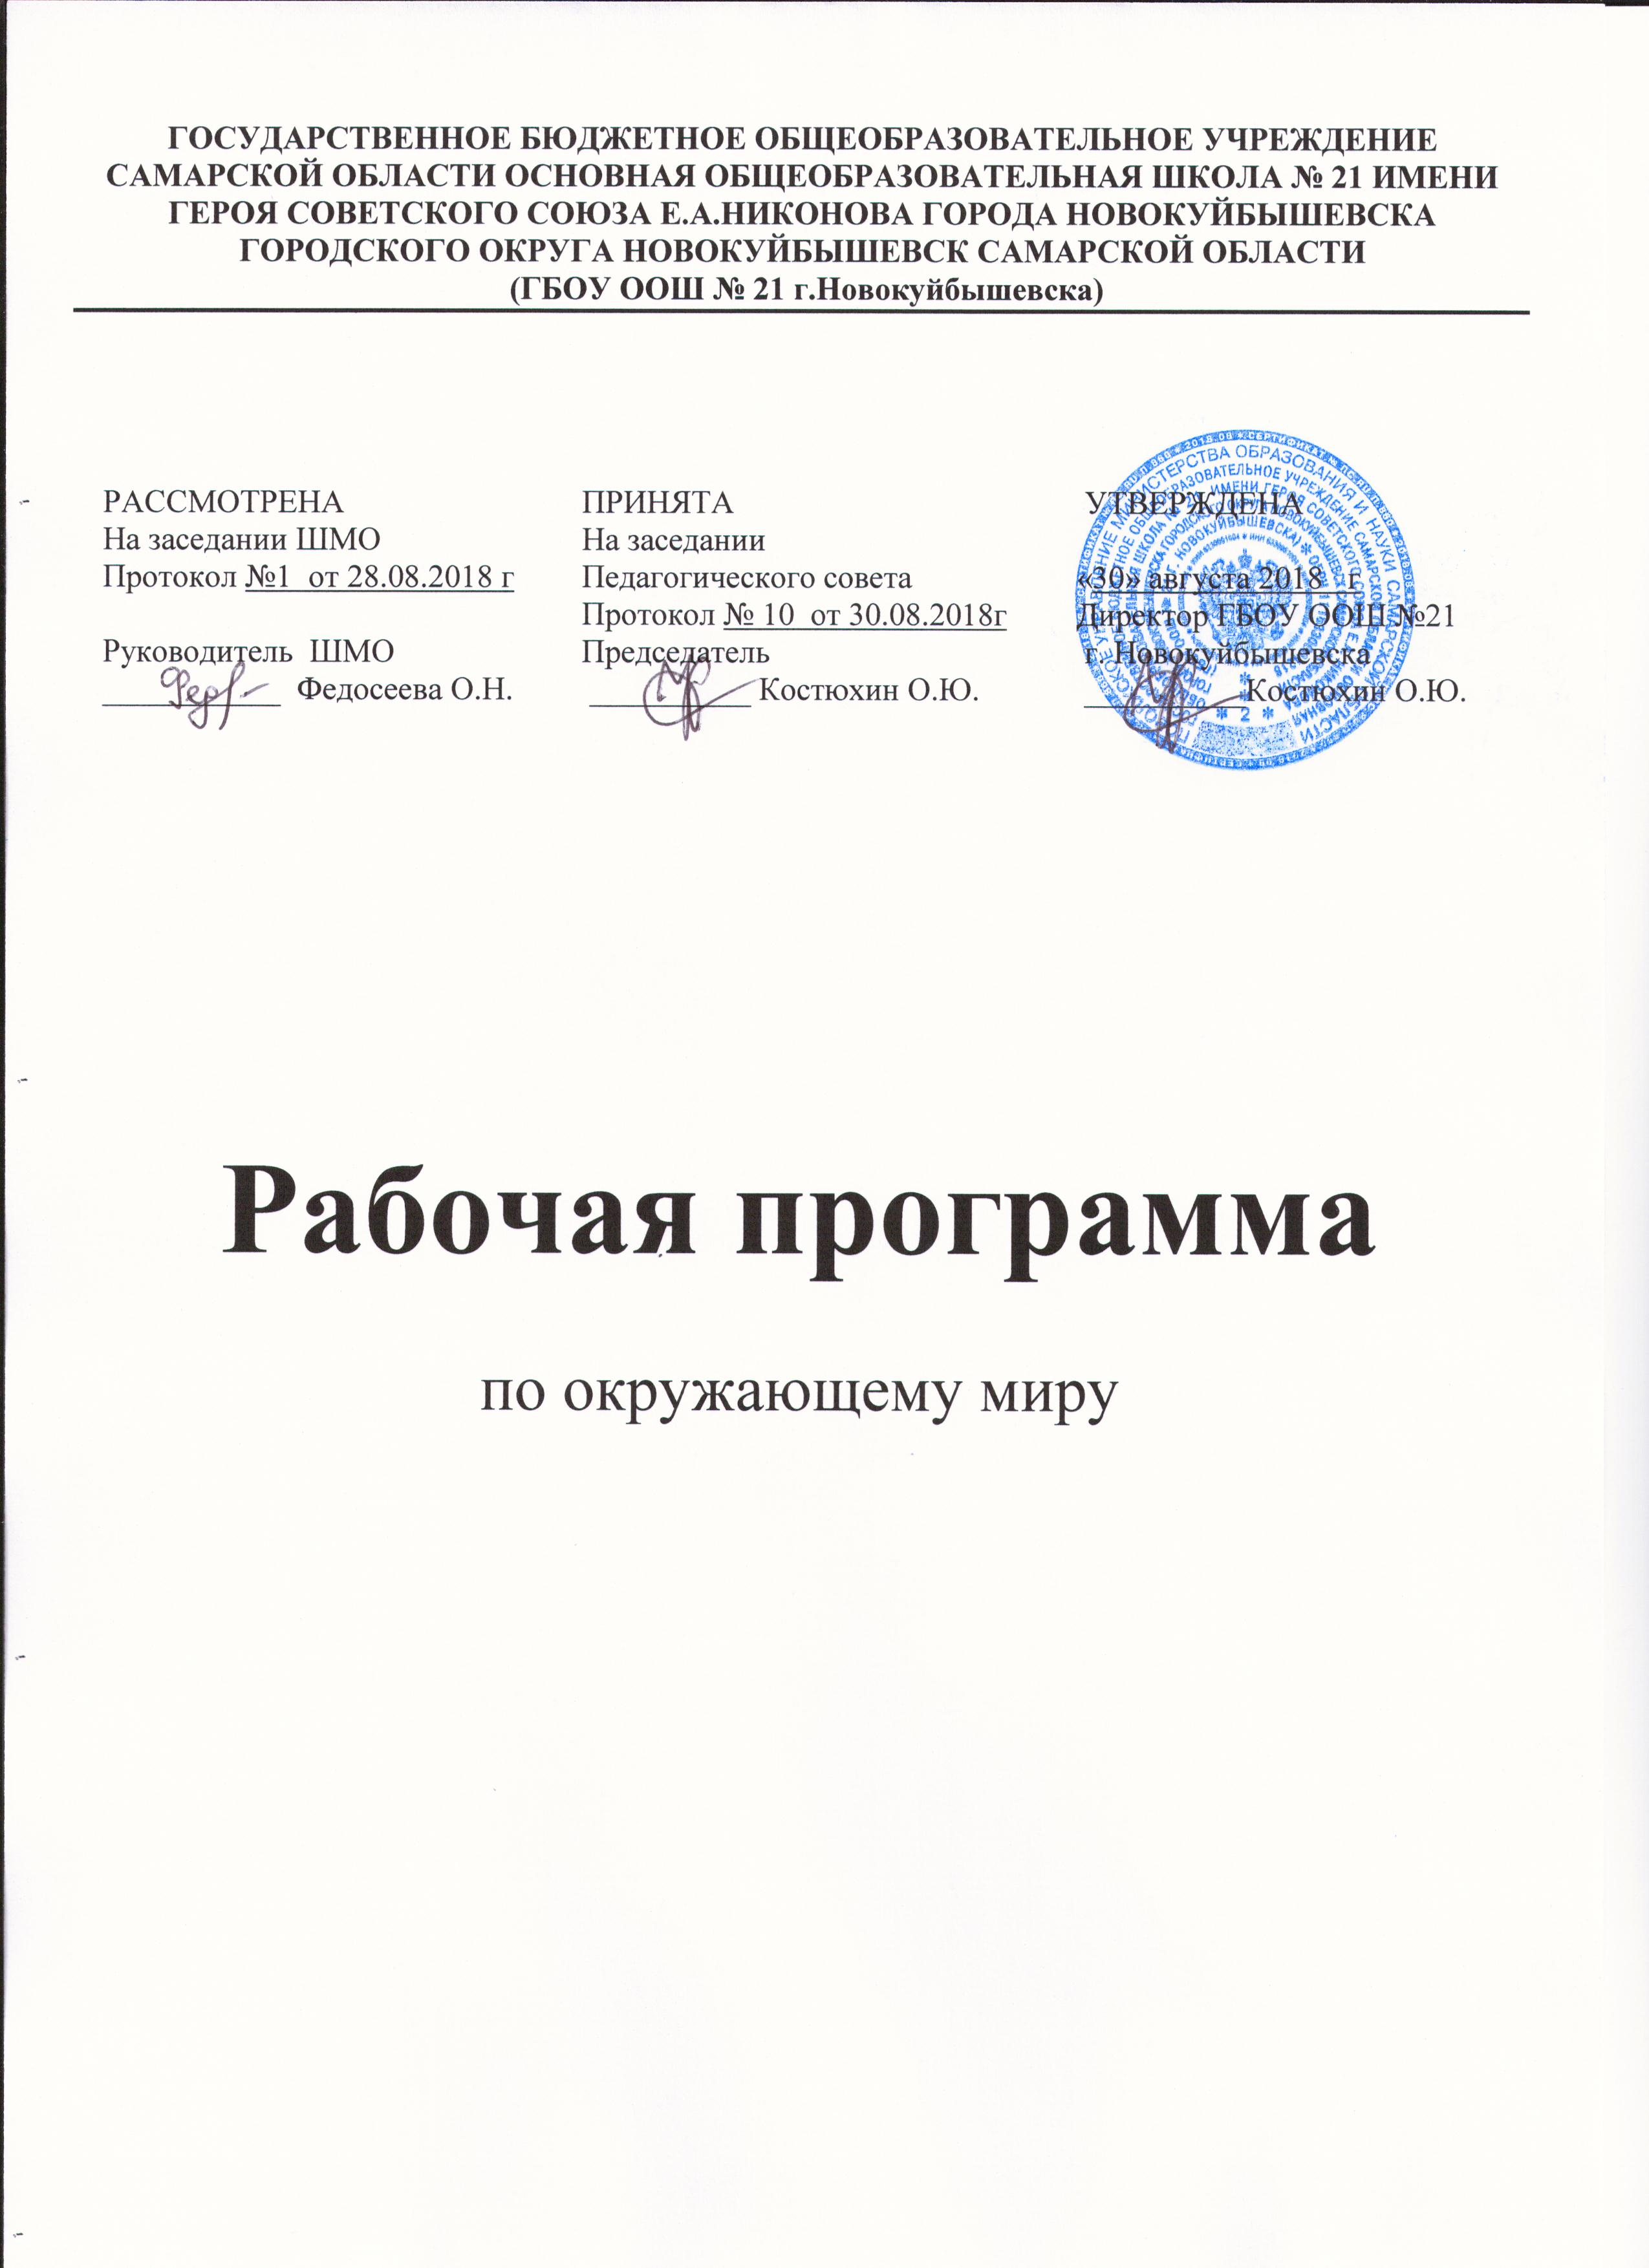 ГОСУДАРСТВЕННОЕ БЮДЖЕТНОЕ ОБЩЕОБРАЗОВАТЕЛЬНОЕ УЧРЕЖДЕНИЕ
САМАРСКОЙ ОБЛАСТИ ОСНОВНАЯ ОБЩЕОБРАЗОВАТЕЛЬНАЯ ШКОЛА № 21 ИМЕНИ
ГЕРОЯ СОВЕТСКОГО СОЮЗА Е.А.НИКОНОВА ГОРОДА НОВОКУЙБЫШЕВСКА
ГОРОДСКОГО ОКРУГА НОВОКУЙБЫШЕВСК САМАРСКОЙ ОБЛАСТИ
(ГБОУ ООШ № 21 г.Новокуйбышевска)
РАССМОТРЕНА
На заседании ШМО
Протокол №1 от 28.08.2018 г
Руководитель ШМО
Федосеева О.Н.
ПРИНЯТА
На заседании
Педагогического совета
Протокол № 10 от 30.08.2018г
Председатель
Костюхин О.Ю.
УТВЕРЖДЕНА
«30» августа 2018 г
Директор ГБОУ ООШ №21
г. Новокуйбышевска
Костюхин О.Ю.
Рабочая программа
по окружающему миру